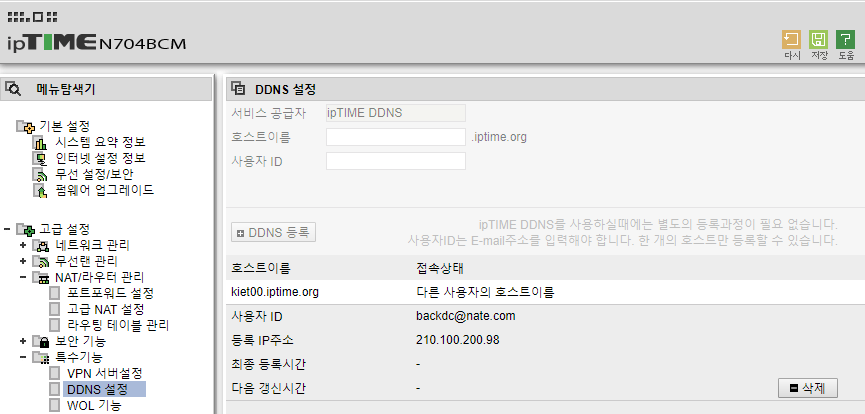 ipTIME N704BCM
다시 저장 도움
메뉴탐색기
기본 설정
시스템 요약 정보
인터넷 설정 정보
무선 설정/보안
펌웨어 업그레이드
고급 설정
네트워크 관리
무선랜 관리
NAT/라우터 관리
포트포워드 설정
고급 NAT 설정
라우팅 테이블 관리
보안 기능
특수기능
VPN 서버설정
DDNS 설정
WOL 기능
DDNS 설정
서비스 공급자 ipTIME DDNS
호스트이름 .iptime.org
사용자 ID
DDNS 등록
ipTIME DDNS를 사용하실때에는 별도의 등록과정이 필요 없습니다.
사용자ID는 E-mail주소를 입력해야 합니다. 한 개의 호스트만 등록할 수 있습니다.
호스트이름 접속상태
kiet00.iptime.org 다른 사용자의 호스트이름
사용자 ID backdc@nate.com
등록 IP주소 210.100.200.98
최종 등록시간 -
다음 갱신시간 -
삭제